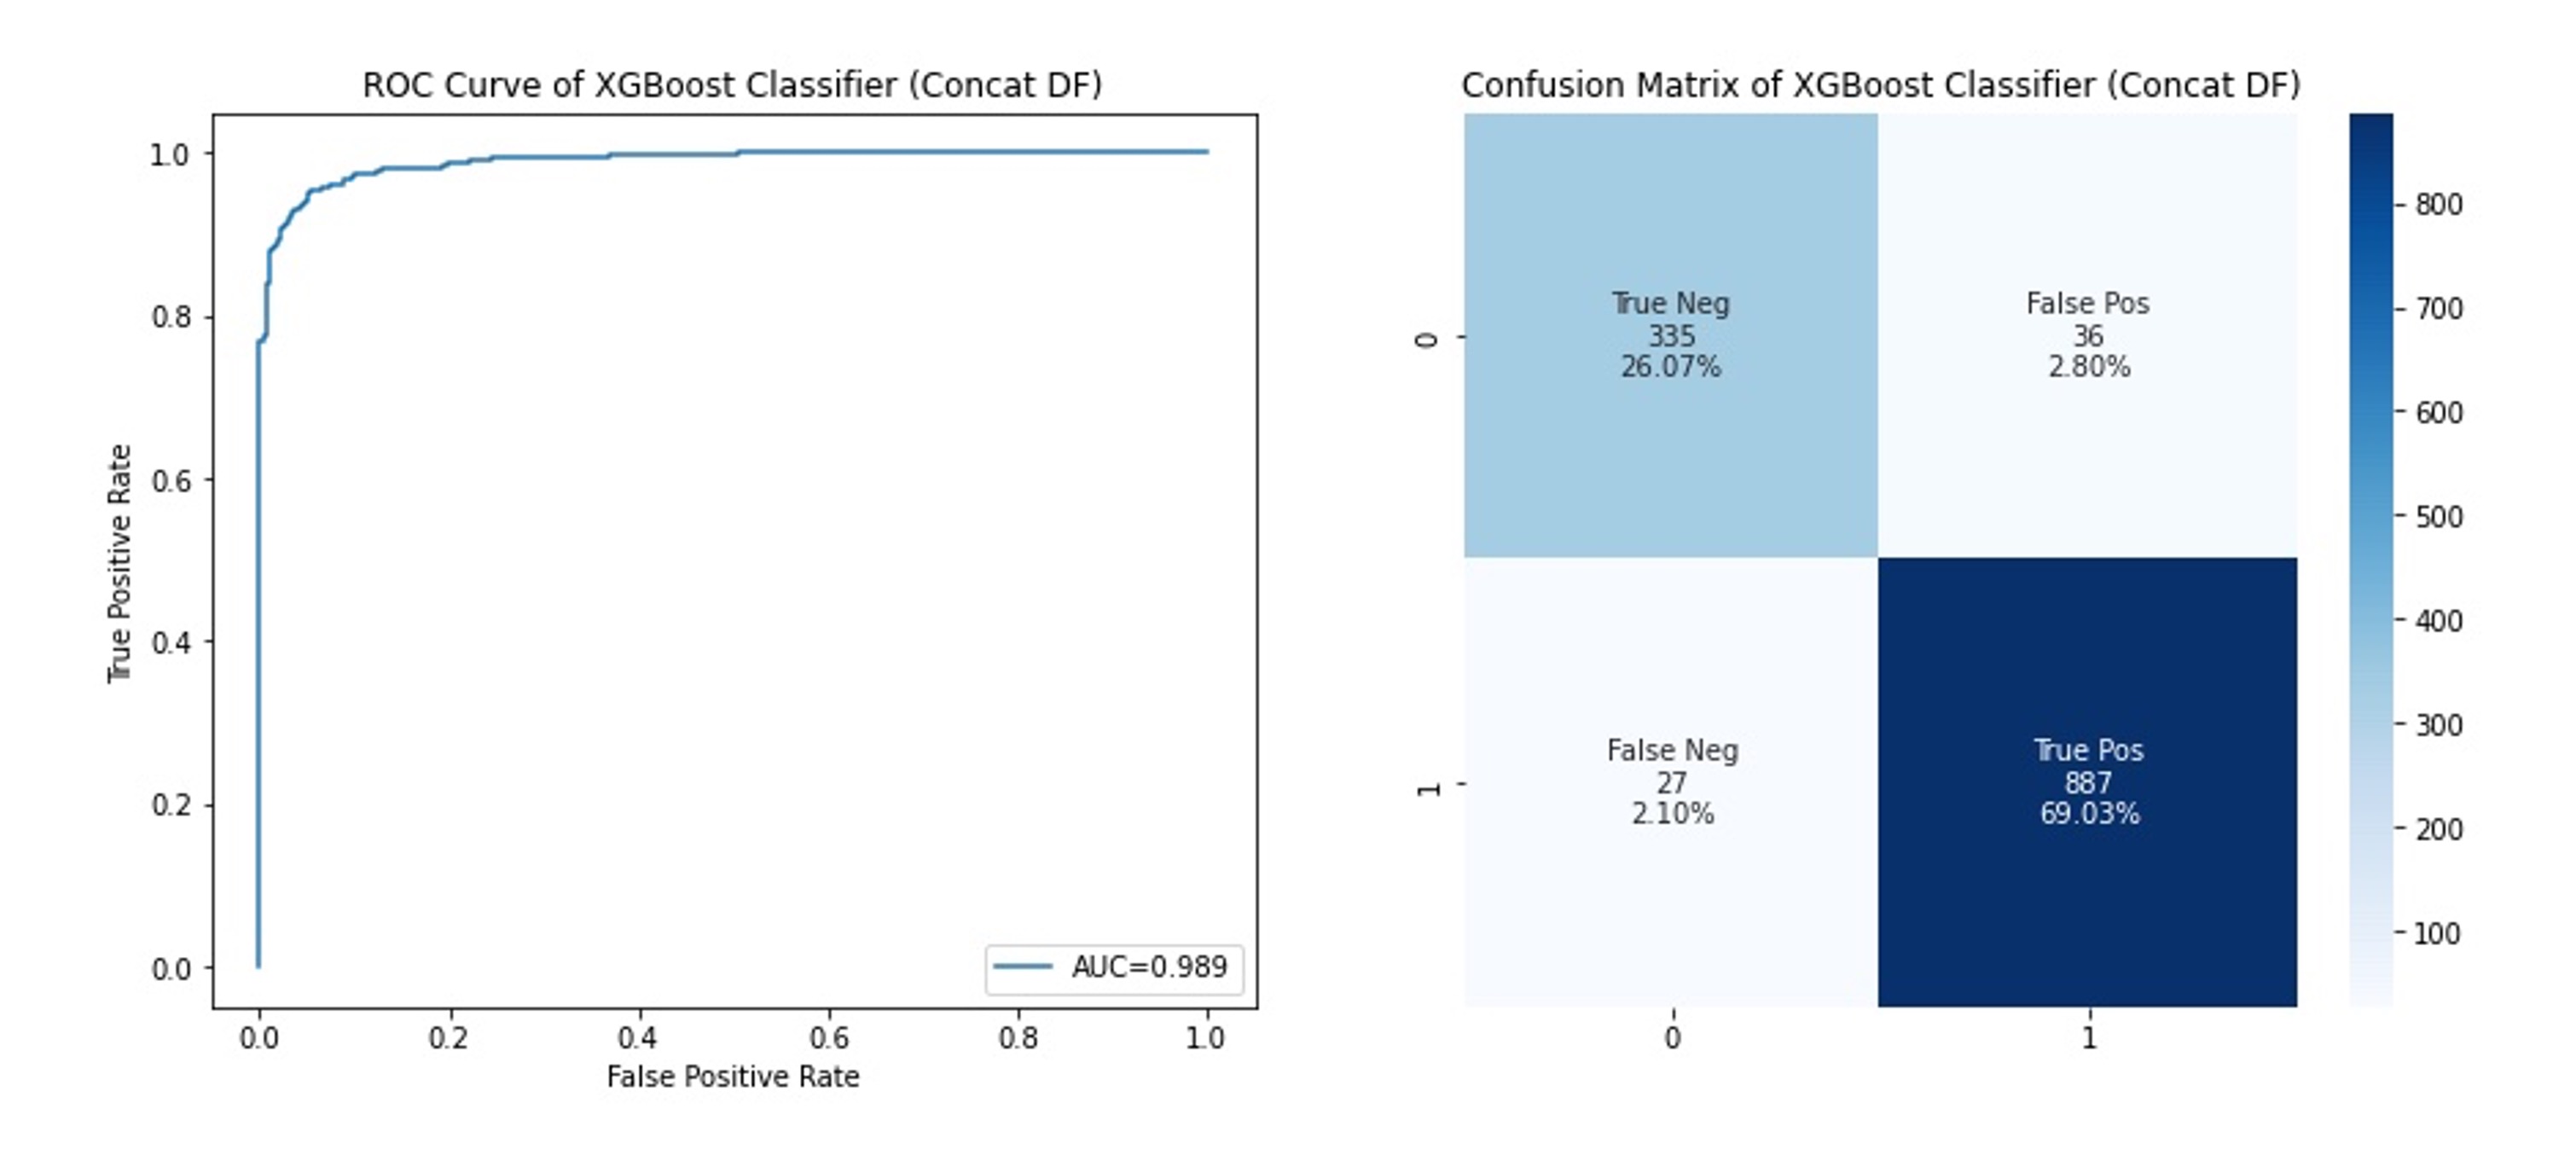 ROC Curve of XGBoost Classifier (Concat DF)
1.0
0.8
0.6
0.4
0.2
0.0
True Positive Rate
0.0 0.2 0.4 0.6 0.8 1.0
False Positive Rate
AUC=0.989
Confusion Matrix of XGBoost Classifier (Concat DF)
0
1
True Neg
335
26.07%
False Pos
36
2.80%
False Neg
27
2.10%
True Pos
887
69.03%
0 1
800
700
600
500
400
300
200
100